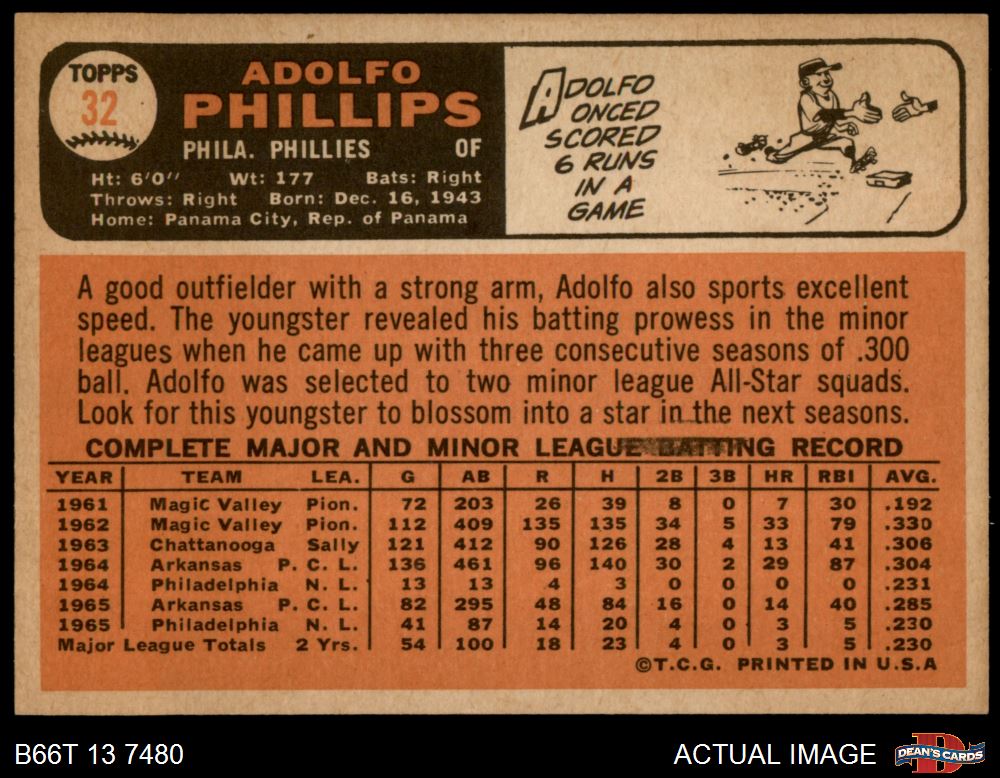 TOPPS
32
ADOLFO
PHILLIPS
PHILA. PHILLIES OF
Ht: 6'0" Wt: 177 Bats: Right
Throws: Right Born: Dec. 16, 1943
Home: Panama City, Rep. of Panama
ADOLFO
ONCED
SCORED
6 RUNS
IN A
GAME
A good outfielder with a strong arm, Adolfo also sports excellent
speed. The youngster revealed his batting prowess in the minor
leagues when he came up with three consecutive seasons of .300
ball. Adolfo was selected to two minor league All-Star squads.
Look for this youngster to blossom into a star in the next seasons.
COMPLETE MAJOR AND MINOR LEAGUE BATTING RECORD
YEAR TEAM LEA. G AB R H 2B 3B HR RBI AVG.
1961 Magic Valley Pion. 72 203 26 39 8 0 7 30 .192
1962 Magic Valley Pion. 112 409 135 135 34 5 33 79 .330
1963 Chattanooga Sally 121 412 90 126 28 4 13 41 .306
1964 Arkansas P. C. L. 136 461 96 140 30 2 29 87 .304
1964 Philadelphia N. L. 13 13 4 3 0 0 0 0 .231
1965 Arkansas P. C. L. 82 295 48 84 16 0 14 40 .285
1965 Philadelphia N. L. 41 87 14 20 4 0 3 5 .230
Major League Totals 2 Yrs. 54 100 18 23 4 0 3 5 .230
©T.C.G. PRINTED IN U.S.A
B66T 13 7480
ACTUAL IMAGE
DEAN'S CARDS